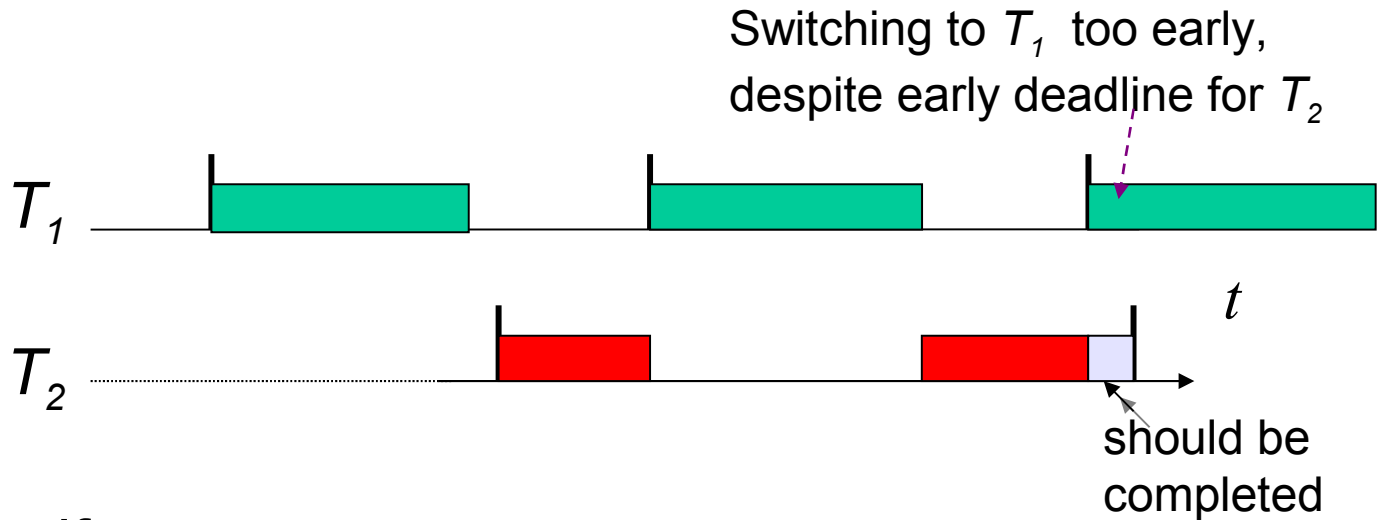 Switching to T1 too early,
despite early deadline for T2
T1
t
T2
should be
completed